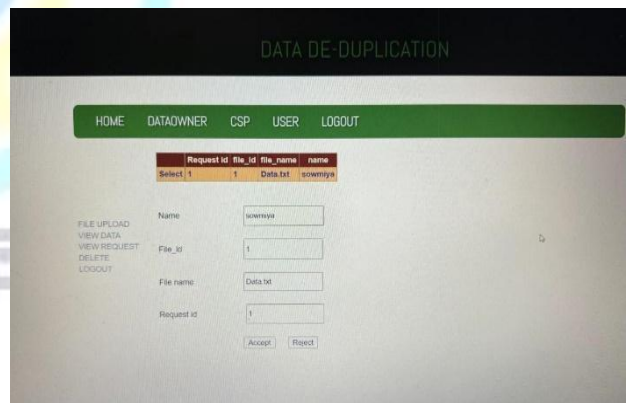 DATA DE-DUPLICATION
HOME DATAOWNER CSP USER LOGOUT
Request id file_id file_name name
Select 1 1 Data.txt sowmiya
FILE UPLOAD
VIEW DATA
VIEW REQUEST
DELETE
LOGOUT
Name sowmiya
File_Id 1
File name Data.txt
Request id 1
Accept Reject